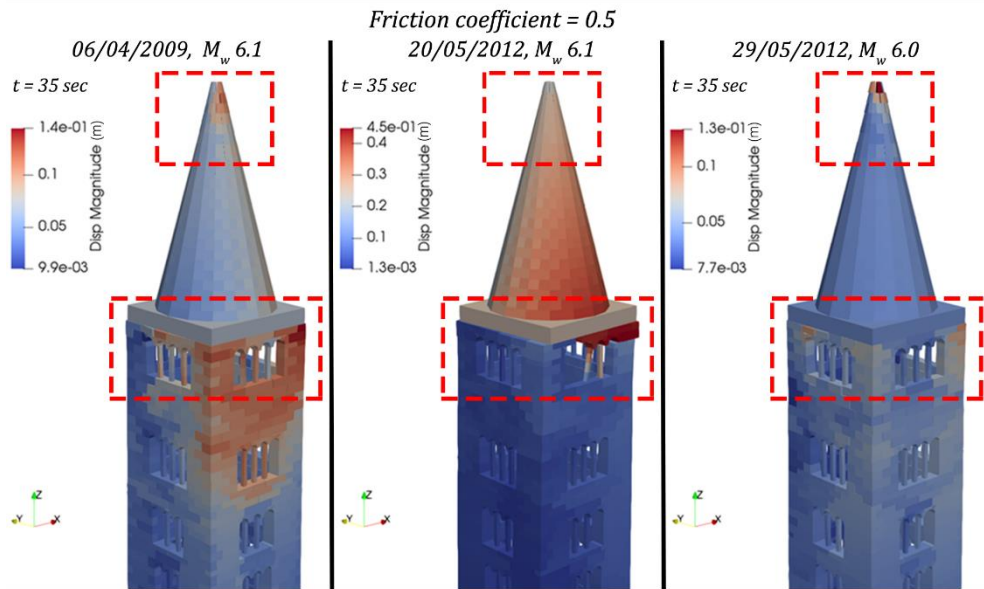 Friction coefficient = 0.5
06/04/2009, M_w 6.1
t = 35 sec
1.4e-01
0.1
0.05
9.9e-03
Disp Magnitude (m)
Z
Y
X
20/05/2012, M_w 6.1
t = 35 sec
4.5e-01
0.4
0.3
0.2
0.1
1.3e-03
Disp Magnitude (m)
Z
Y
X
29/05/2012, M_w 6.0
t = 35 sec
1.3e-01
0.1
0.05
7.7e-03
Disp Magnitude (m)
Z
Y
X